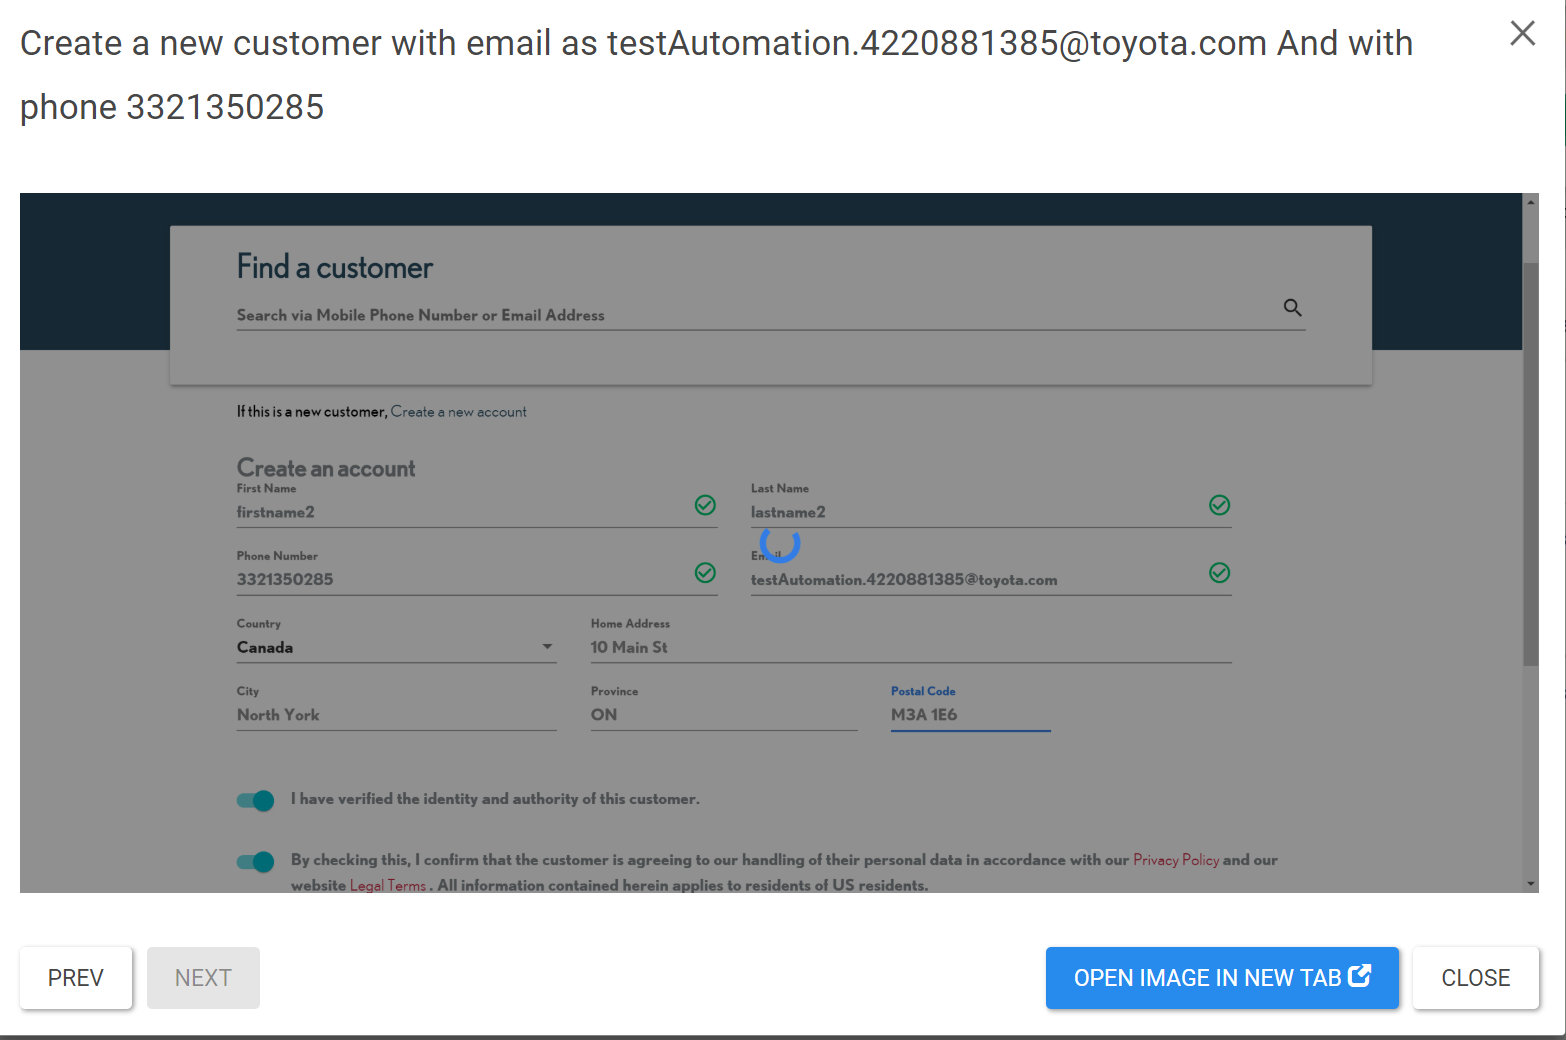 Create a new customer with email as testAutomation.4220881385@toyota.com And with
phone 3321350285
Find a customer
Search via Mobile Phone Number or Email Address
If this is a new customer, Create a new account
Create an account
First Name
firstname2
Last Name
lastname2
Phone Number
3321350285
Email
testAutomation.4220881385@toyota.com
Country
Canada
Home Address
10 Main St
City
North York
Province
ON
Postal Code
M3A 1E6
I have verified the identity and authority of this customer.
By checking this, I confirm that the customer is agreeing to our handling of their personal data in accordance with our Privacy Policy and our
website Legal Terms . All information contained herein applies to residents of US residents.
PREV
NEXT
OPEN IMAGE IN NEW TAB
CLOSE